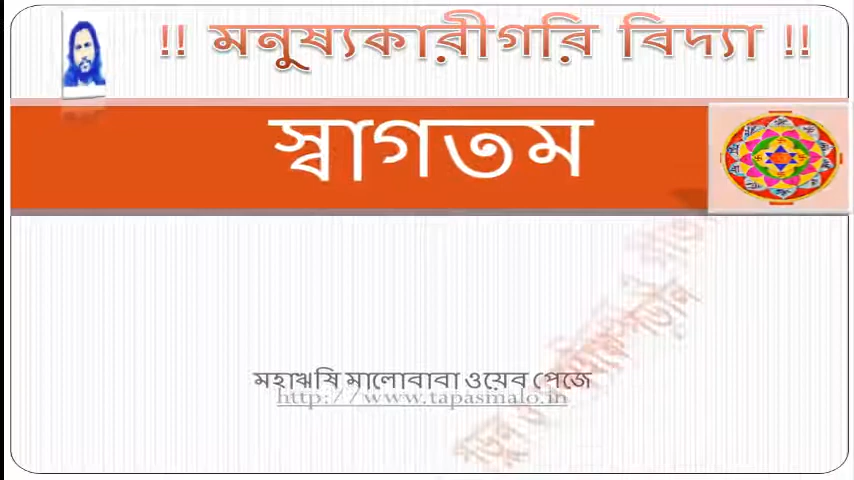 !! মনুষ্যকারীগরি বিদ্যা !!
স্বাগতম
মহাঋষি মালোবাবা ওয়েব পেজে
http://www.tapasmalo.in